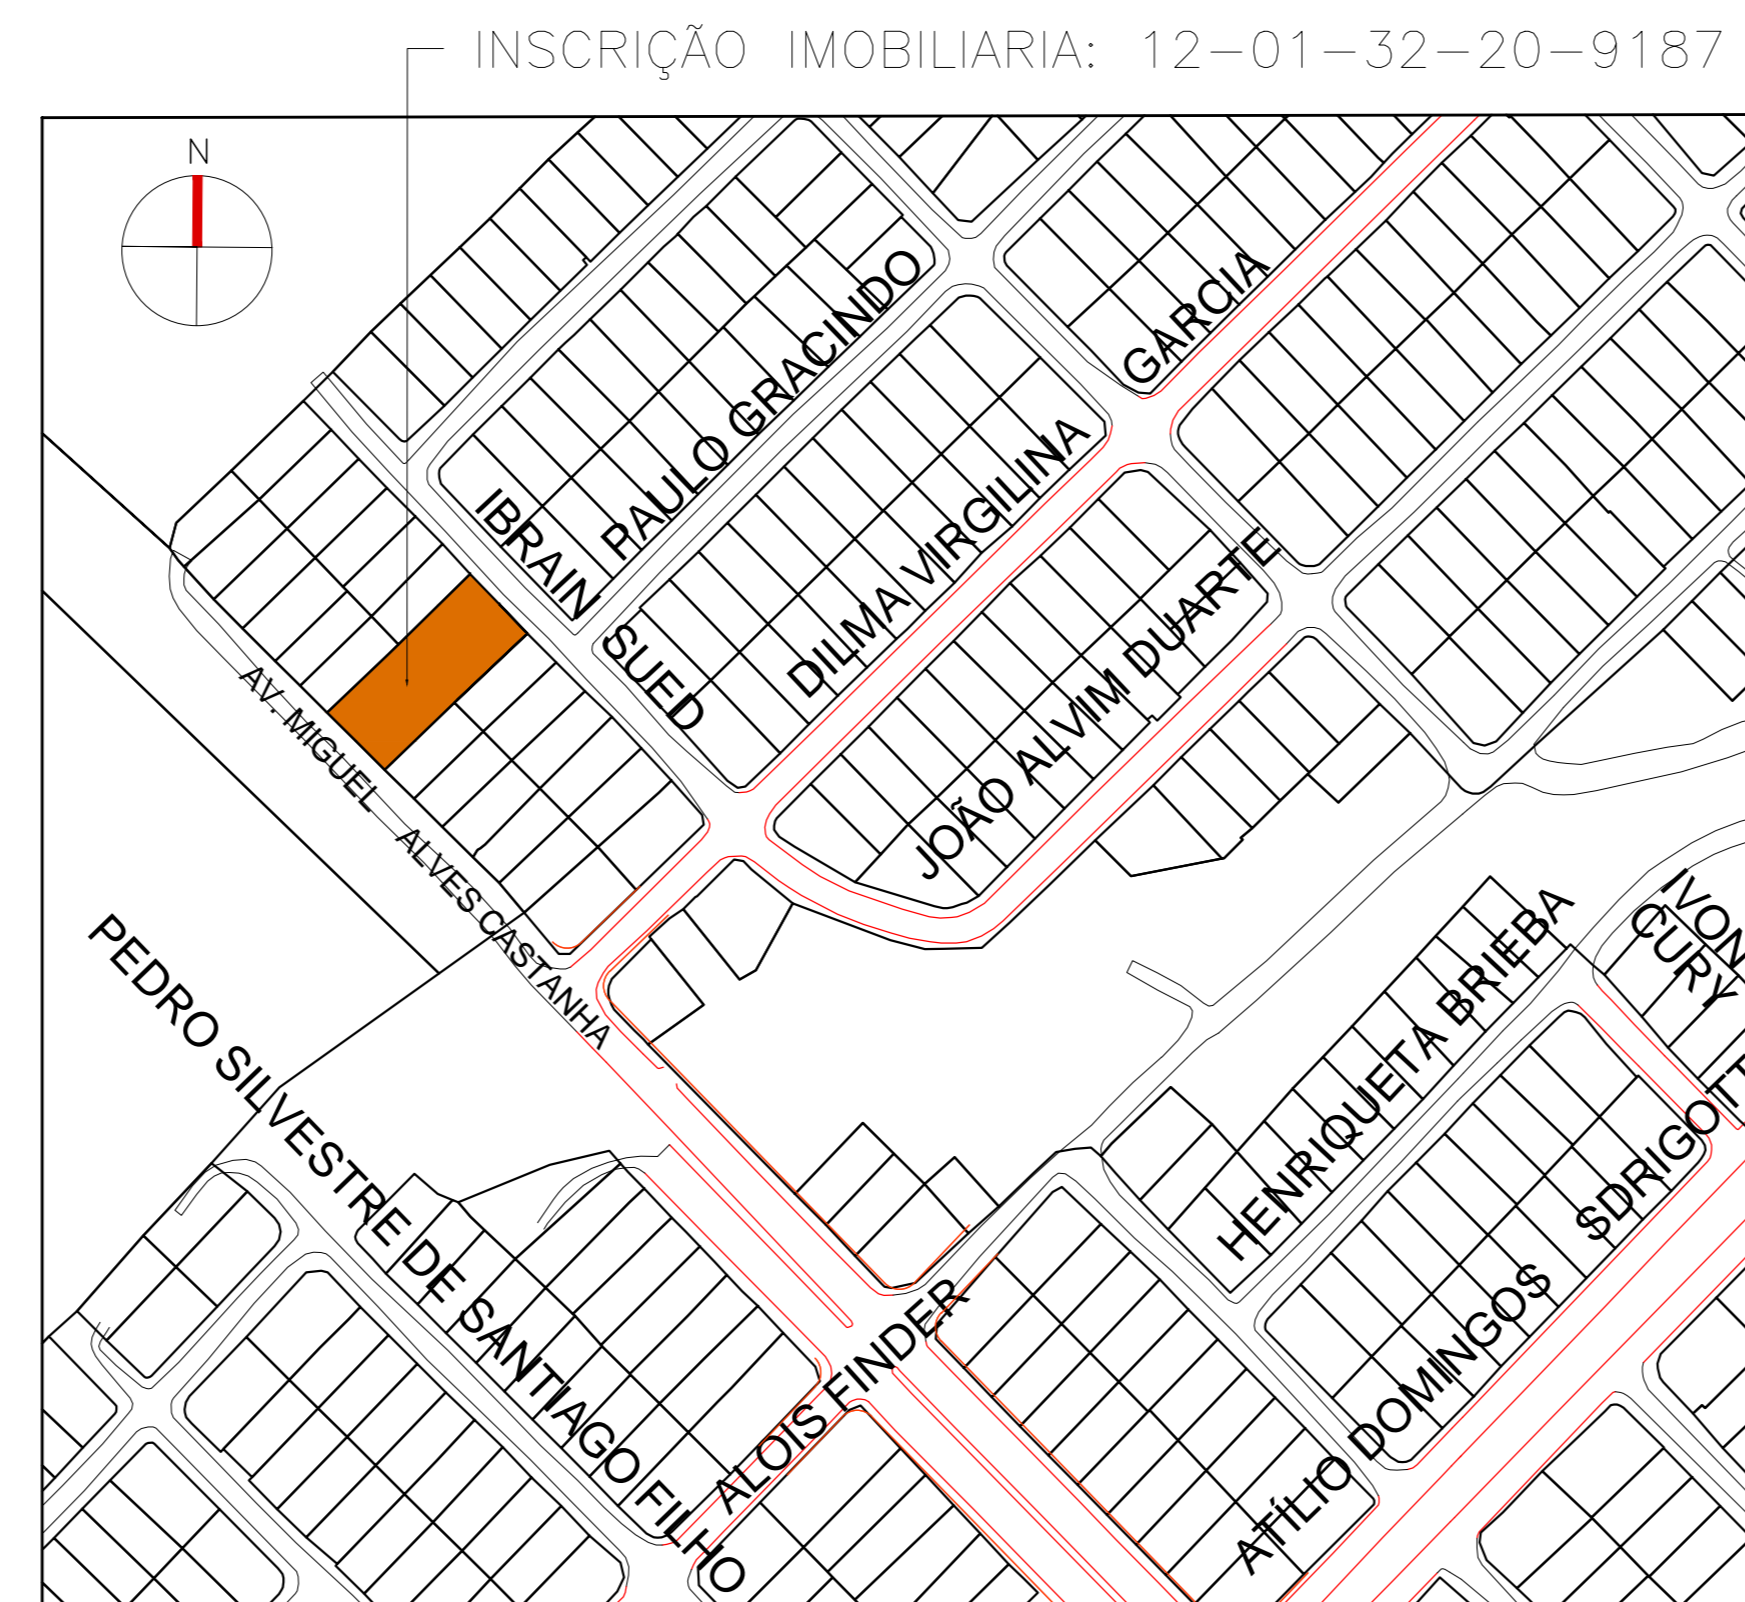 INSCRIÇÃO IMOBILIARIA: 12-01-32-20-9187
N
GARCIA
PAULO GRACINDO
IBRAIN
SUED
DILMA VIRGILINA
JOÃO ALVIM DUARTE
AV. MIGUEL ALVES CASTANHA
PEDRO SILVESTRE DE SANTIAGO FILHO
HENRIQUETA BRIEBA
IVON
CURY
ALOIS FINDER
ATÍLIO DOMINGOS SDRIGOTT